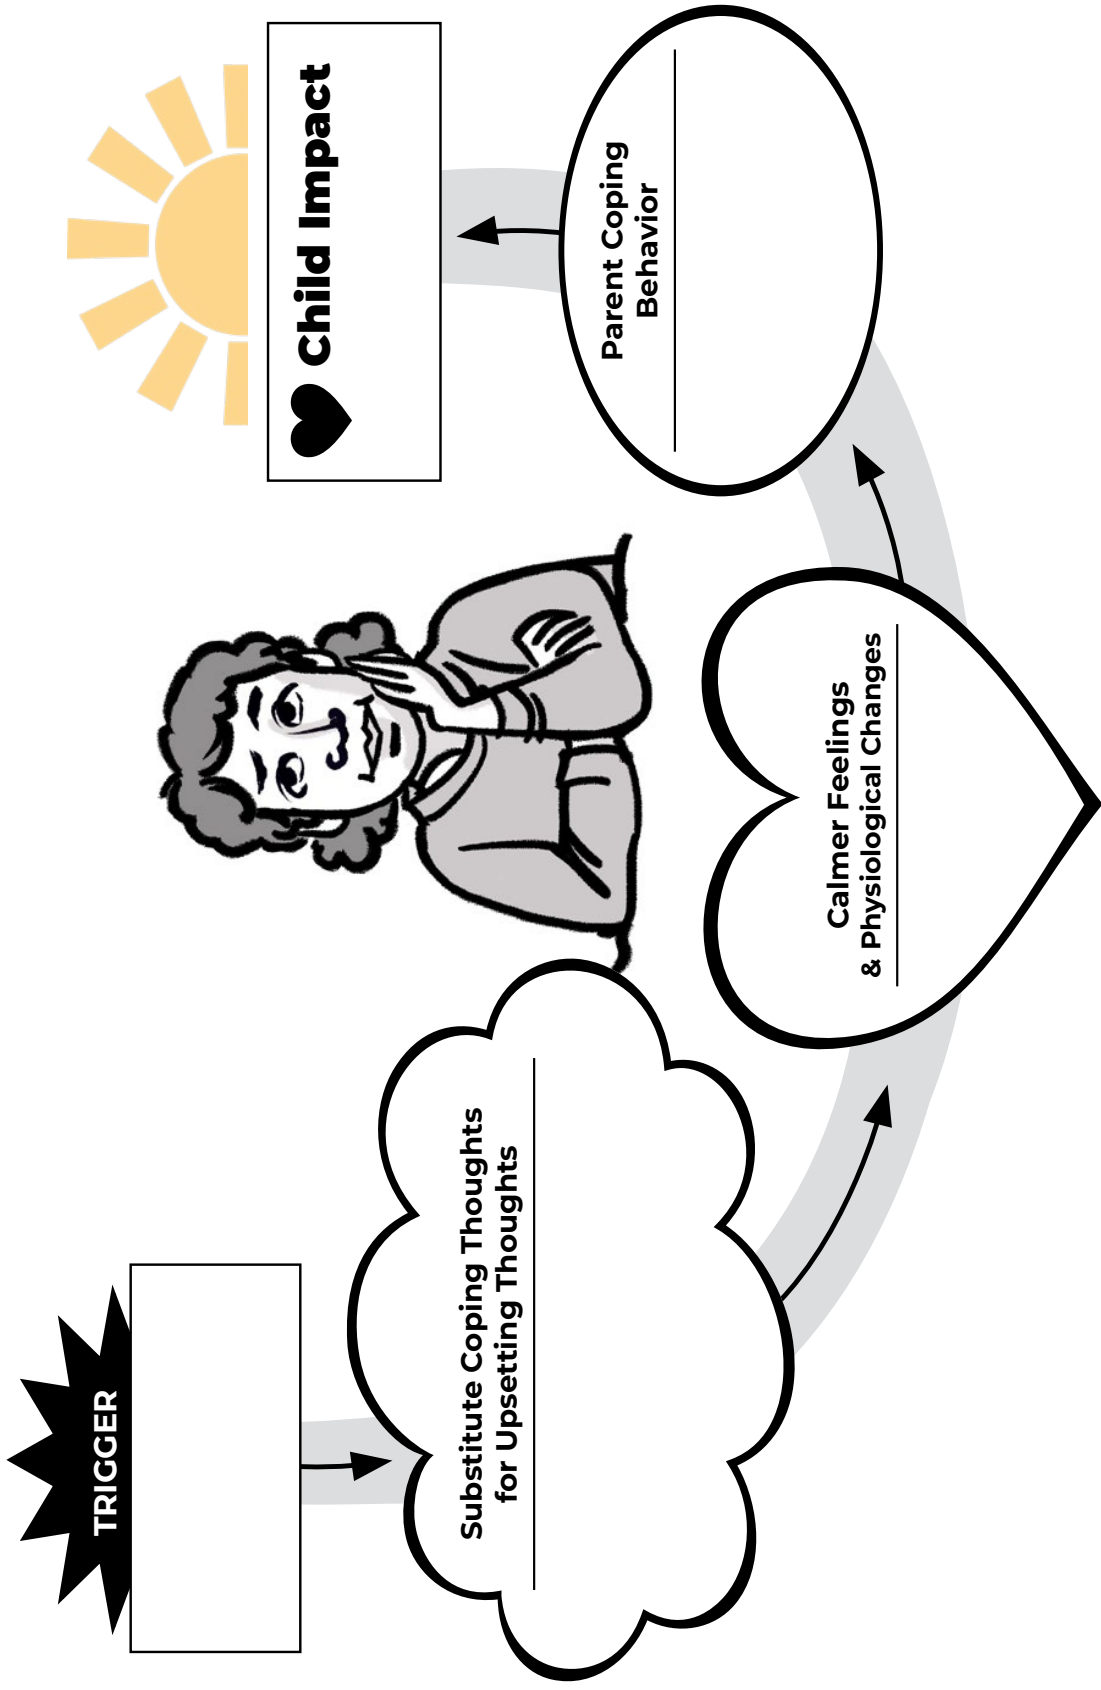 TRIGGER
Substitute Coping Thoughts
for Upsetting Thoughts
Calmer Feelings
& Physiological Changes
Parent Coping
Behavior
Child Impact